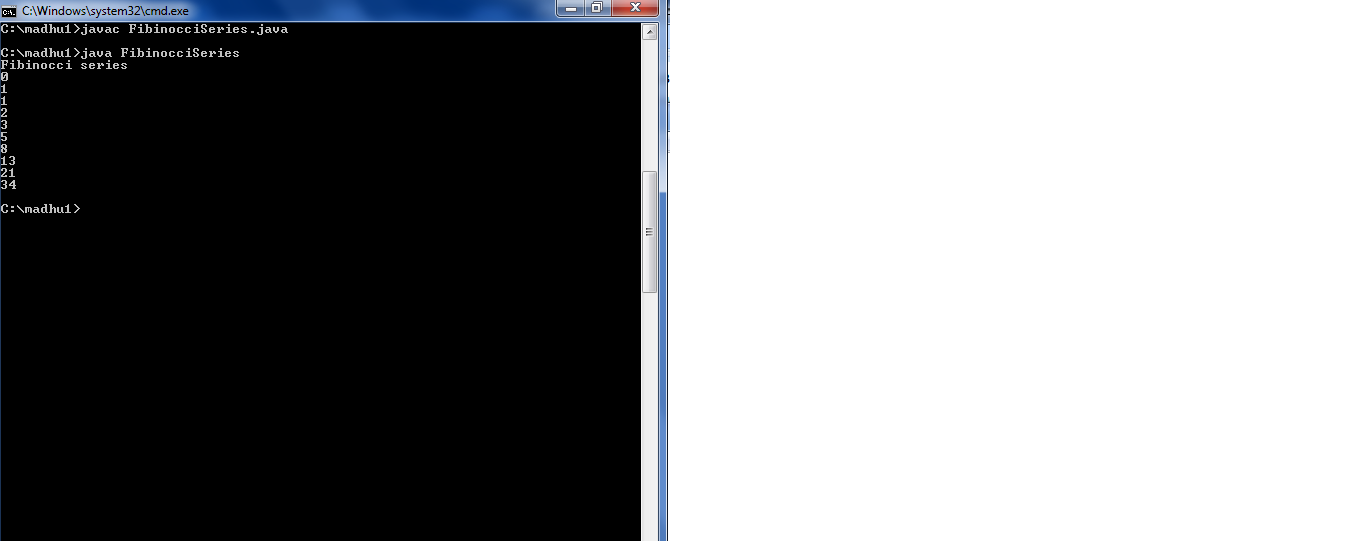 C:\Windows\system32\cmd.exe
C:\madhu1>javac FibinocciSeries.java
C:\madhu1>java FibinocciSeries
Fibinocci series
0
1
1
2
3
5
8
13
21
34
C:\madhu1>